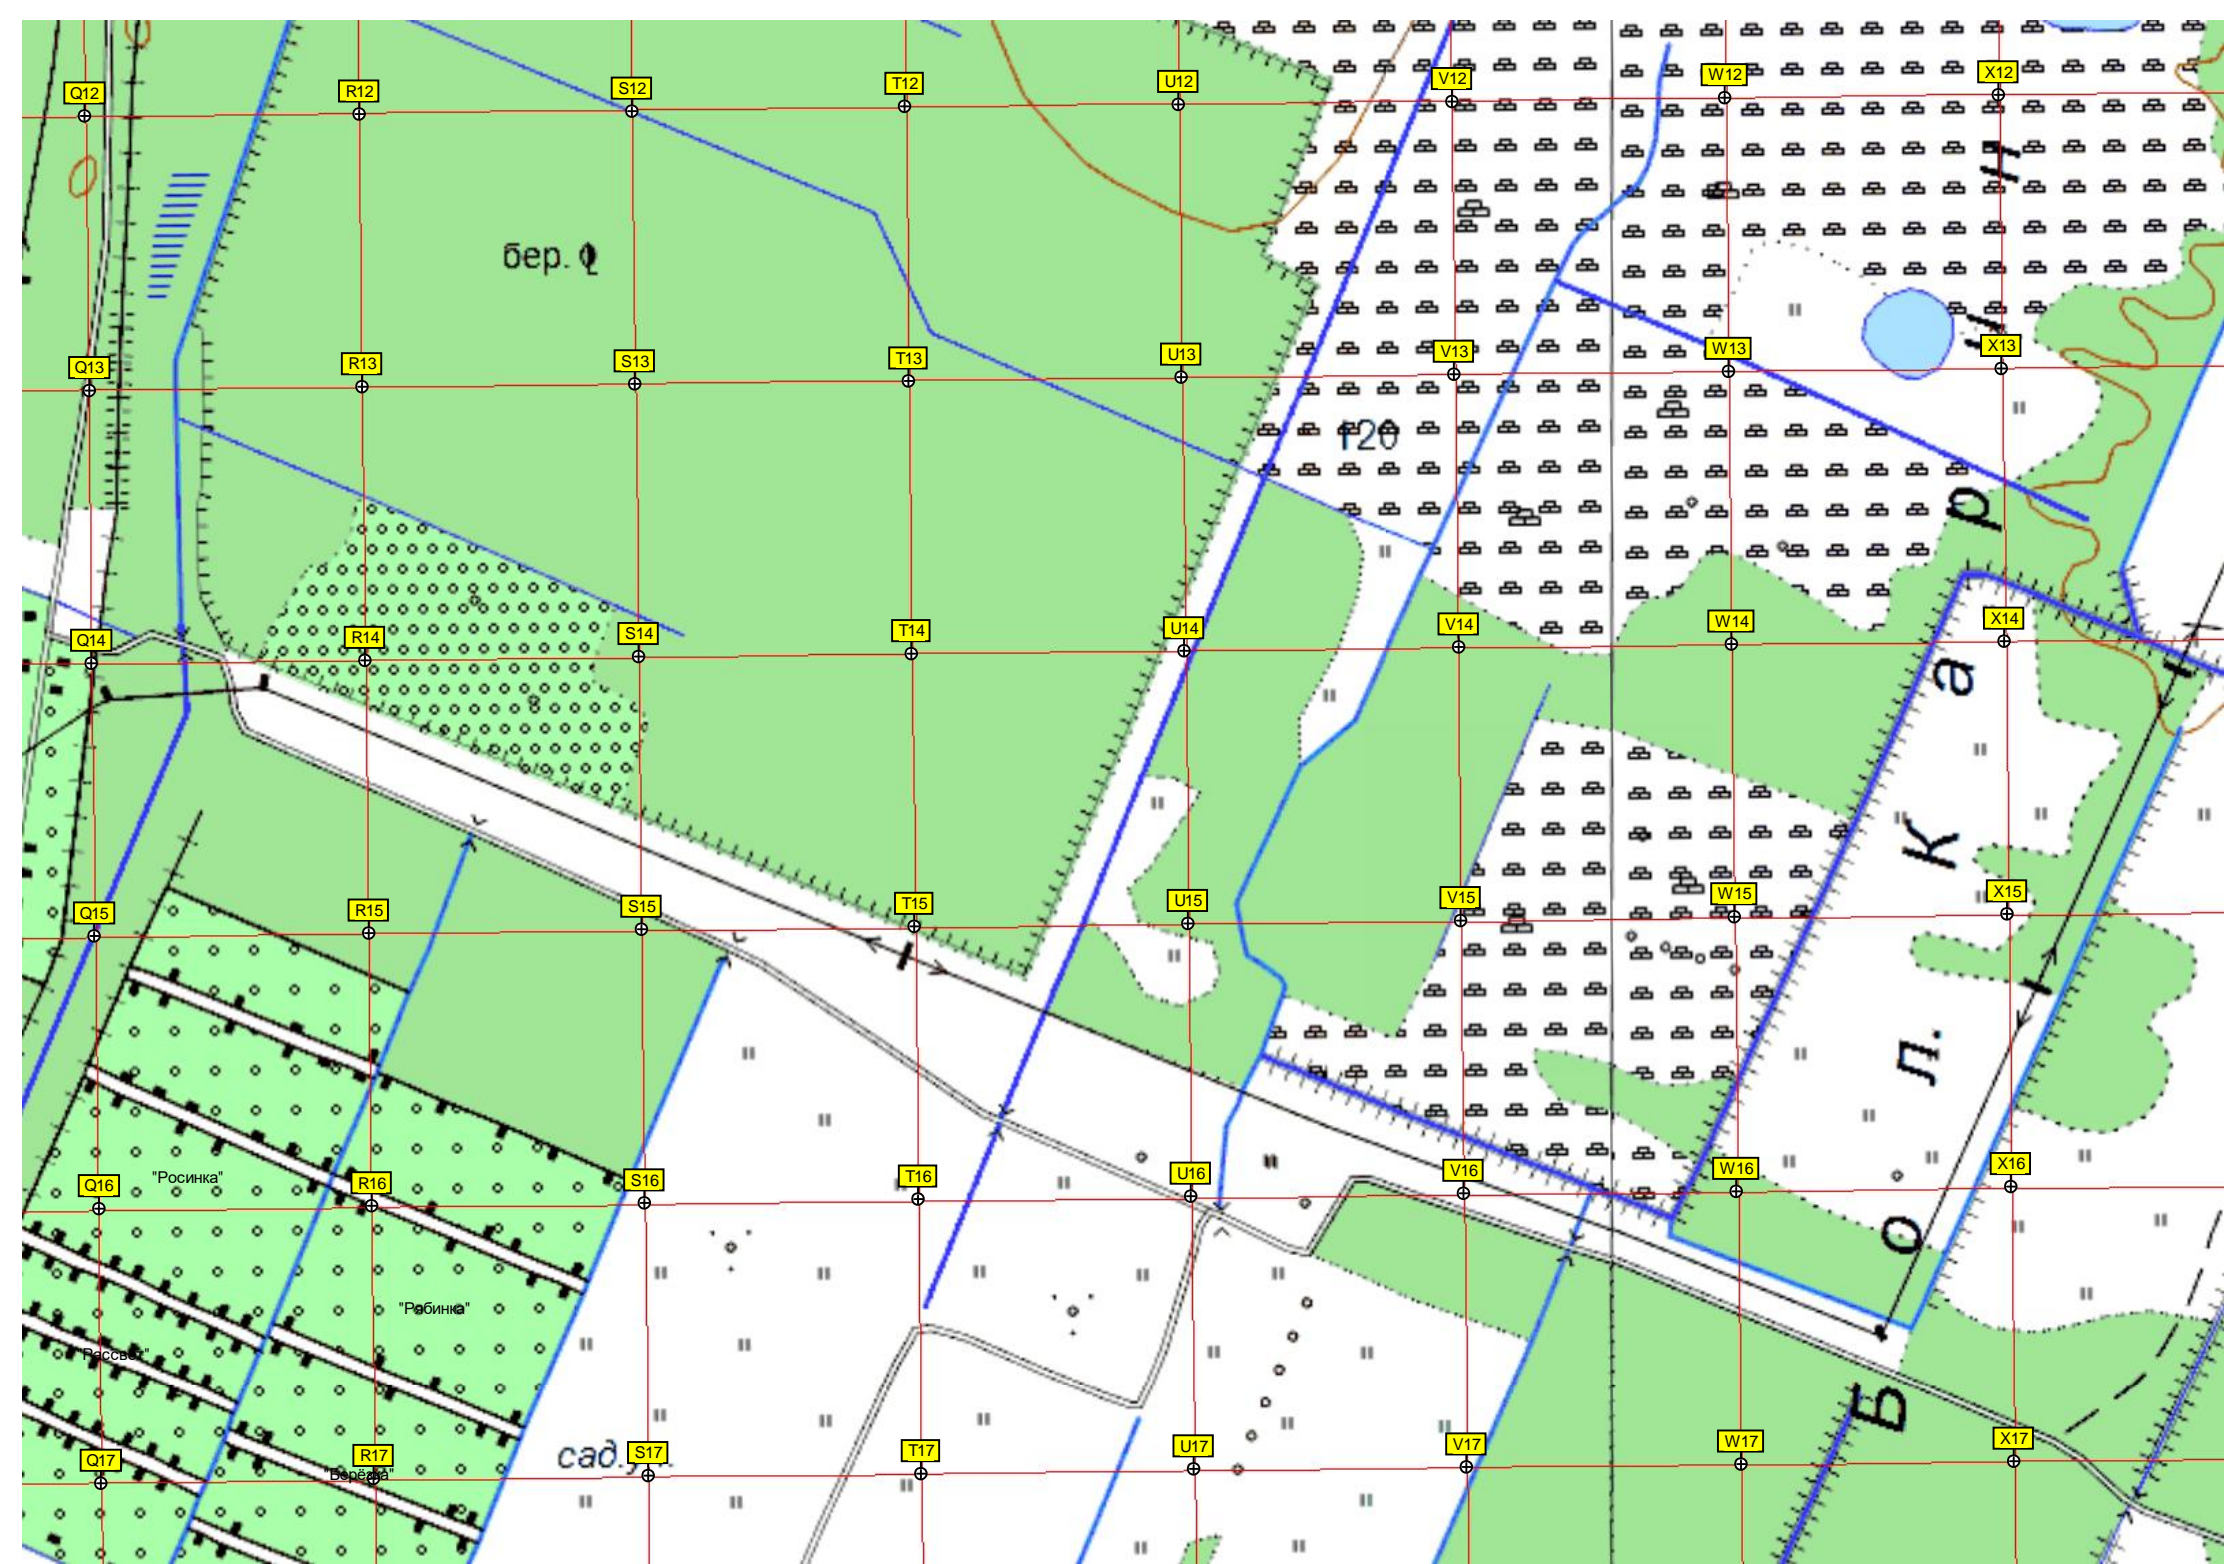 Q12 R12 S12 T12 U12 V12 W12 X12
бер.
Q13 R13 S13 T13 U13 V13 W13 X13
120
Q14 R14 S14 T14 U14 V14 W14 X14
Q15 R15 S15 T15 U15 V15 W15 X15
Q16 R16 S16 T16 U16 V16 W16 X16
"Росинка"
"Рябинка"
"Рассвет"
Q17 R17 S17 T17 U17 V17 W17 X17
"Берёзка"
Б о л. К а р